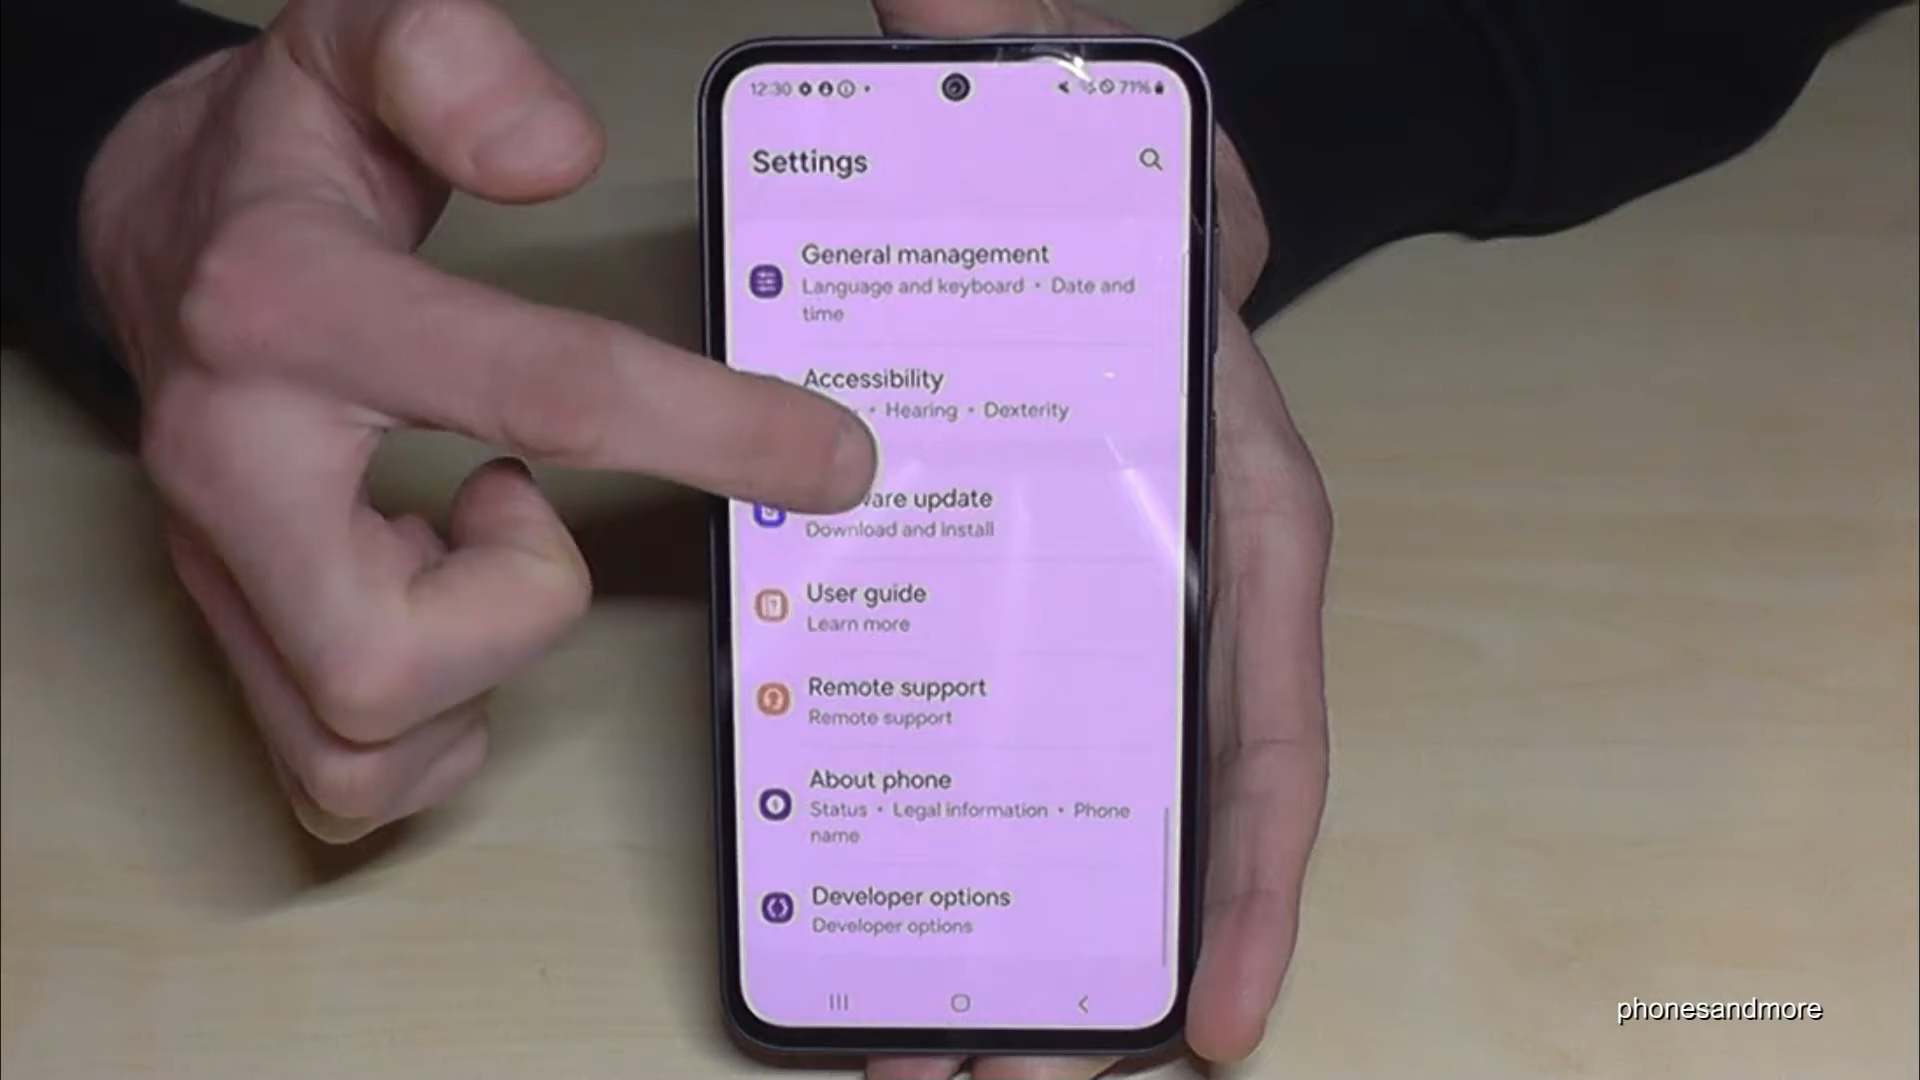 12:30
71%
Settings
General management
Language and keyboard • Date and
time
Accessibility
• Hearing • Dexterity
ware update
Download and install
User guide
Learn more
Remote support
Remote support
About phone
Status • Legal information • Phone
name
Developer options
Developer options
phonesandmore